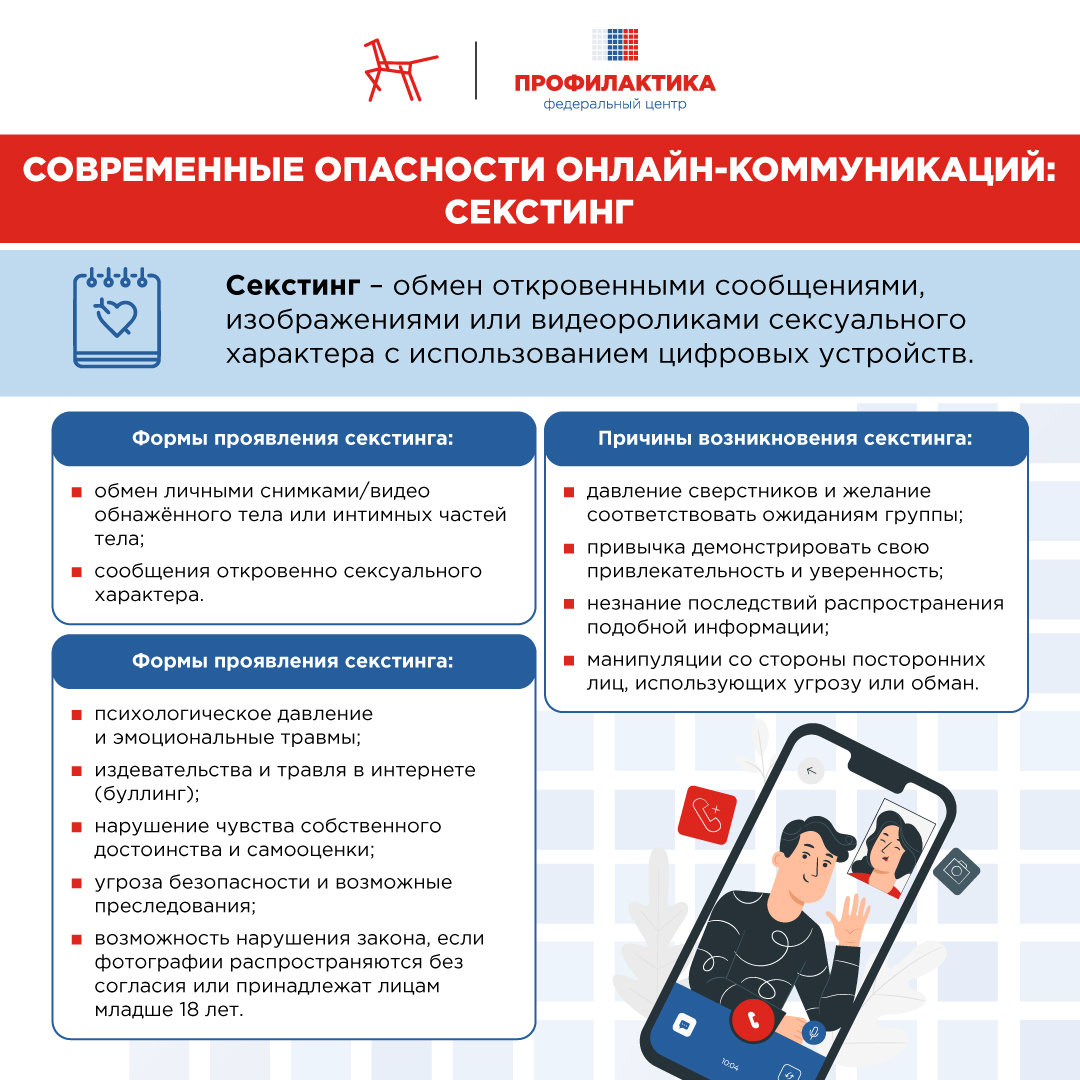 ПРОФИЛАКТИКА
федеральный центр
СОВРЕМЕННЫЕ ОПАСНОСТИ ОНЛАЙН-КОММУНИКАЦИЙ:
СЕКСТИНГ
Секстинг – обмен откровенными сообщениями,
изображениями или видеороликами сексуального
характера с использованием цифровых устройств.
Формы проявления секстинга:
обмен личными снимками/видео
обнажённого тела или интимных частей
тела;
сообщения откровенно сексуального
характера.
Формы проявления секстинга:
психологическое давление
и эмоциональные травмы;
издевательства и травля в интернете
(буллинг);
нарушение чувства собственного
достоинства и самооценки;
угроза безопасности и возможные
преследования;
возможность нарушения закона, если
фотографии распространяются без
согласия или принадлежат лицам
младше 18 лет.
Причины возникновения секстинга:
давление сверстников и желание
соответствовать ожиданиям группы;
привычка демонстрировать свою
привлекательность и уверенность;
незнание последствий распространения
подобной информации;
манипуляции со стороны посторонних
лиц, использующих угрозу или обман.
10:04